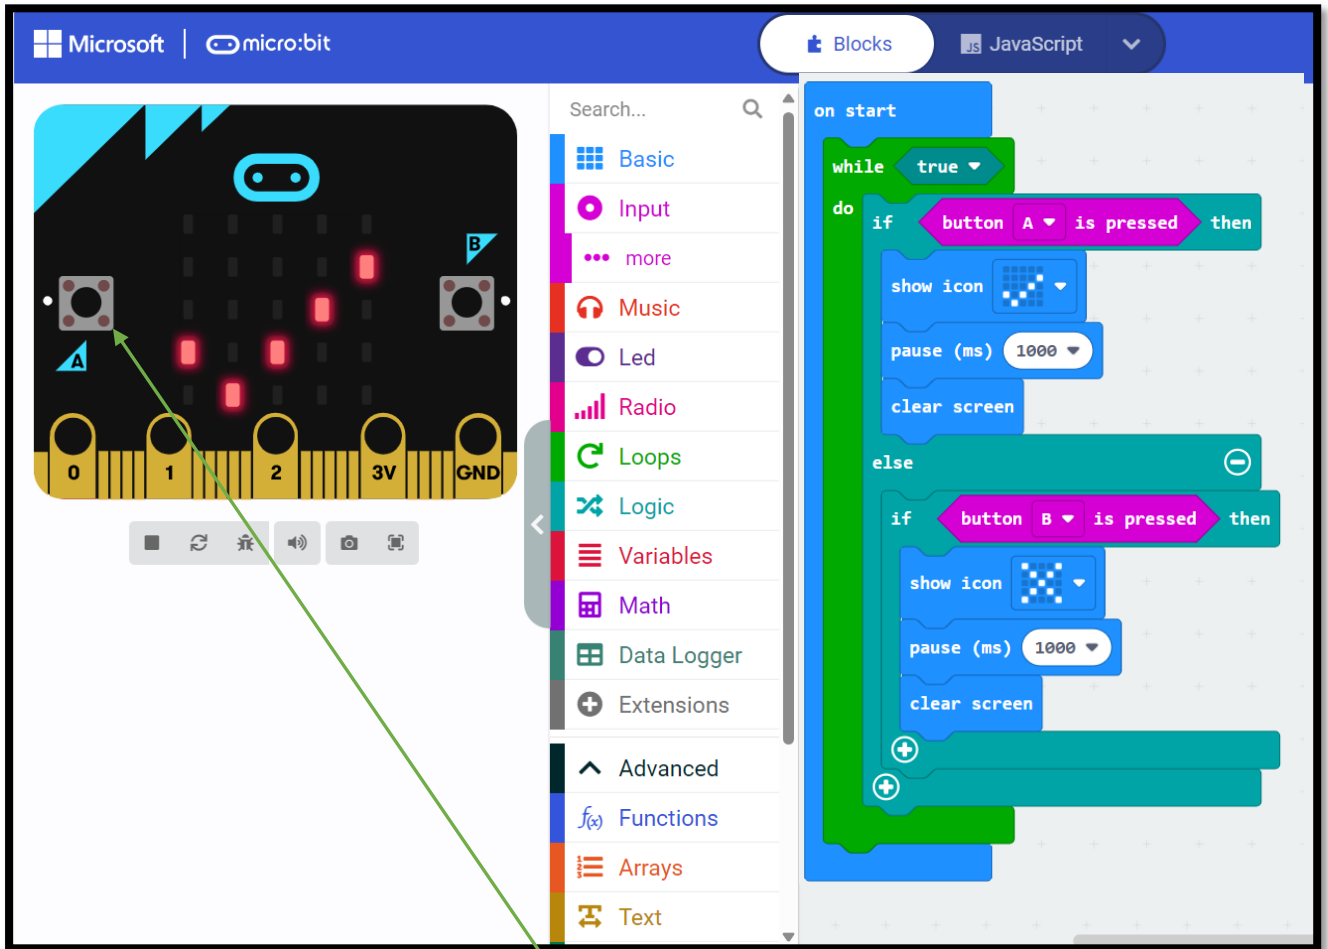 Microsoft
micro:bit
Blocks
JS JavaScript
B
A
0 1 2 3V GND
Search...
Basic
Input
more
Music
Led
Radio
Loops
Logic
Variables
Math
Data Logger
Extensions
Advanced
f(x) Functions
Arrays
Text
on start
while true
do
if button A is pressed then
show icon
pause (ms) 1000
clear screen
else
if button B is pressed then
show icon
pause (ms) 1000
clear screen